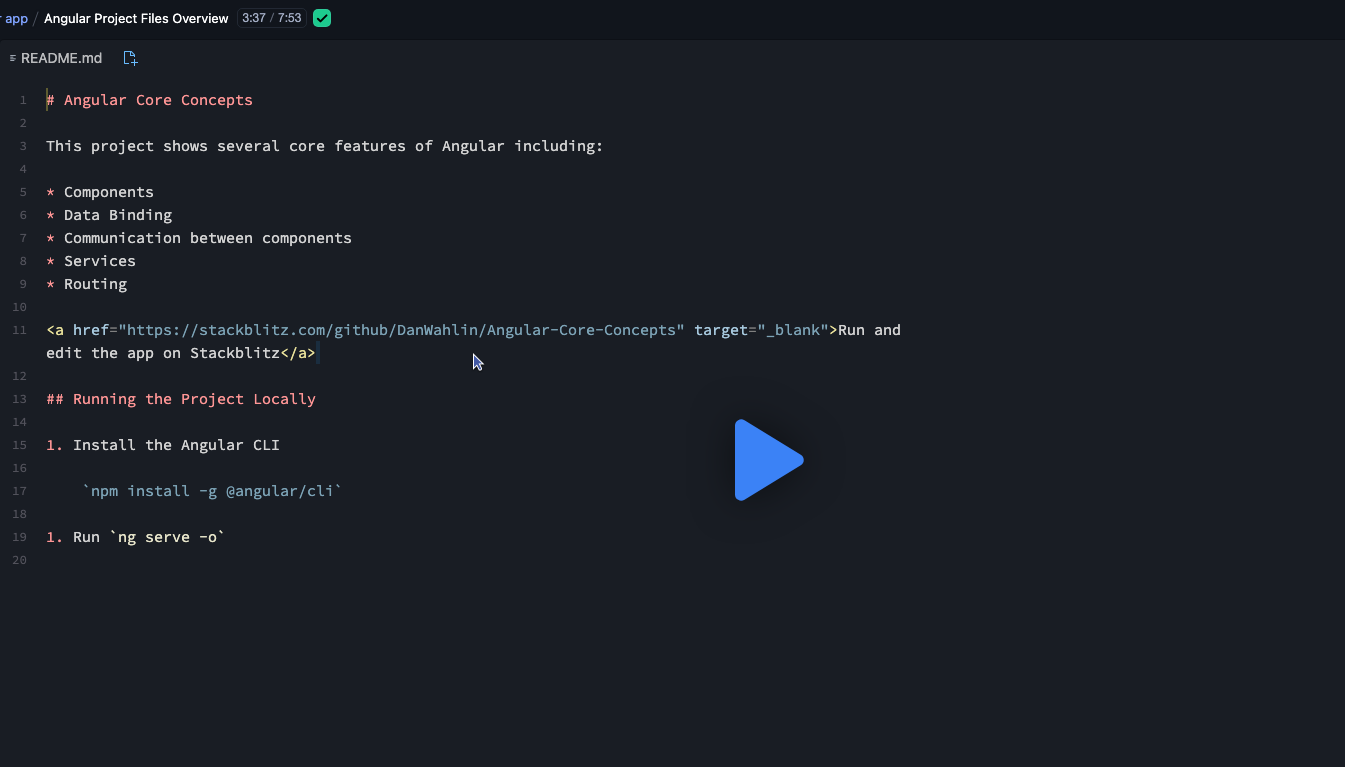 app / Angular Project Files Overview 3:37 / 7:53
README.md
1 # Angular Core Concepts
2
3 This project shows several core features of Angular including:
4
5 * Components
6 * Data Binding
7 * Communication between components
8 * Services
9 * Routing
10
11 <a href="https://stackblitz.com/github/DanWahlin/Angular-Core-Concepts" target="_blank">Run and
edit the app on Stackblitz</a>
12
13 ## Running the Project Locally
14
15 1. Install the Angular CLI
16
17 `npm install -g @angular/cli`
18
19 1. Run `ng serve -o`
20